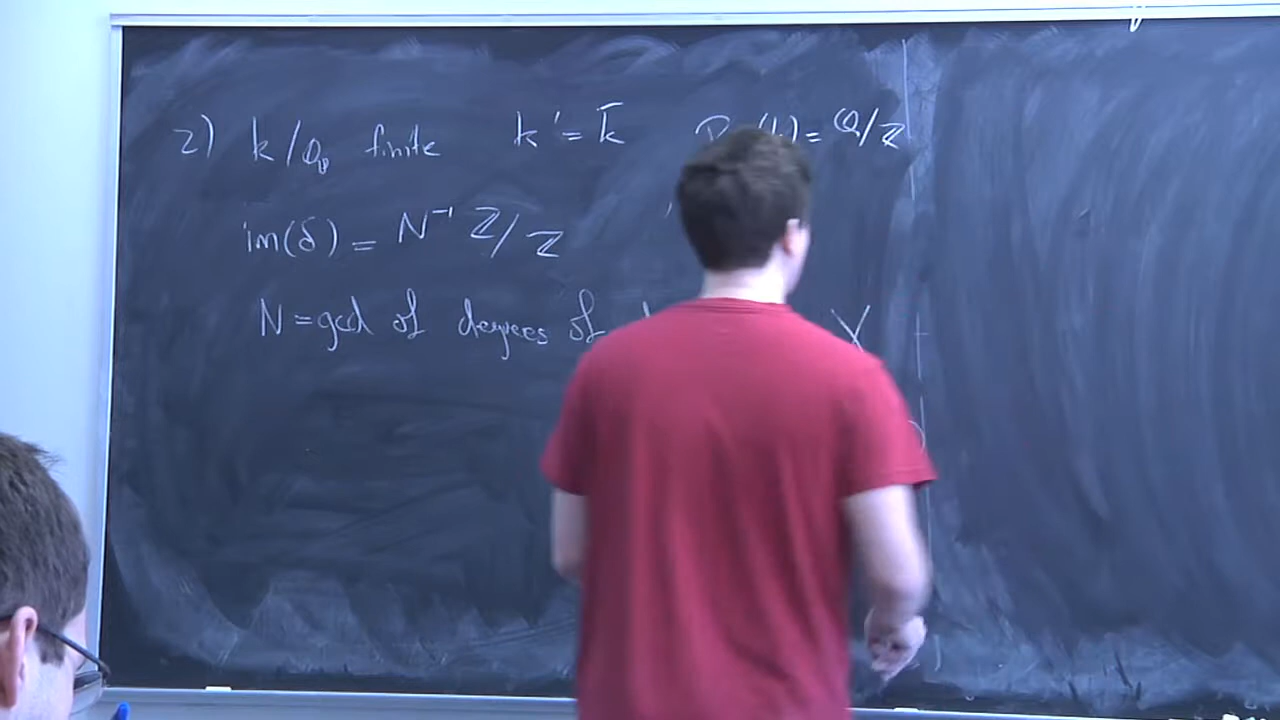 2) k/ℚ_p finite k' = k̄ (k) = ℚ/ℤ
im(δ) = N⁻¹ ℤ/ℤ
N = gcd of degrees of X